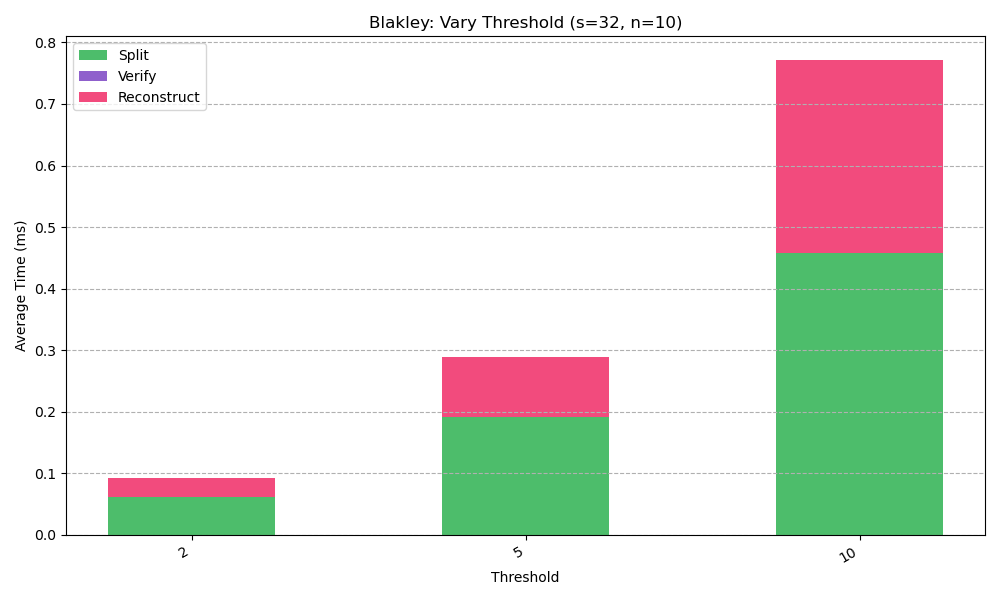 Blakley: Vary Threshold (s=32, n=10)
Split
Verify
Reconstruct
Average Time (ms)
0.8
0.7
0.6
0.5
0.4
0.3
0.2
0.1
0.0
2
5
10
Threshold